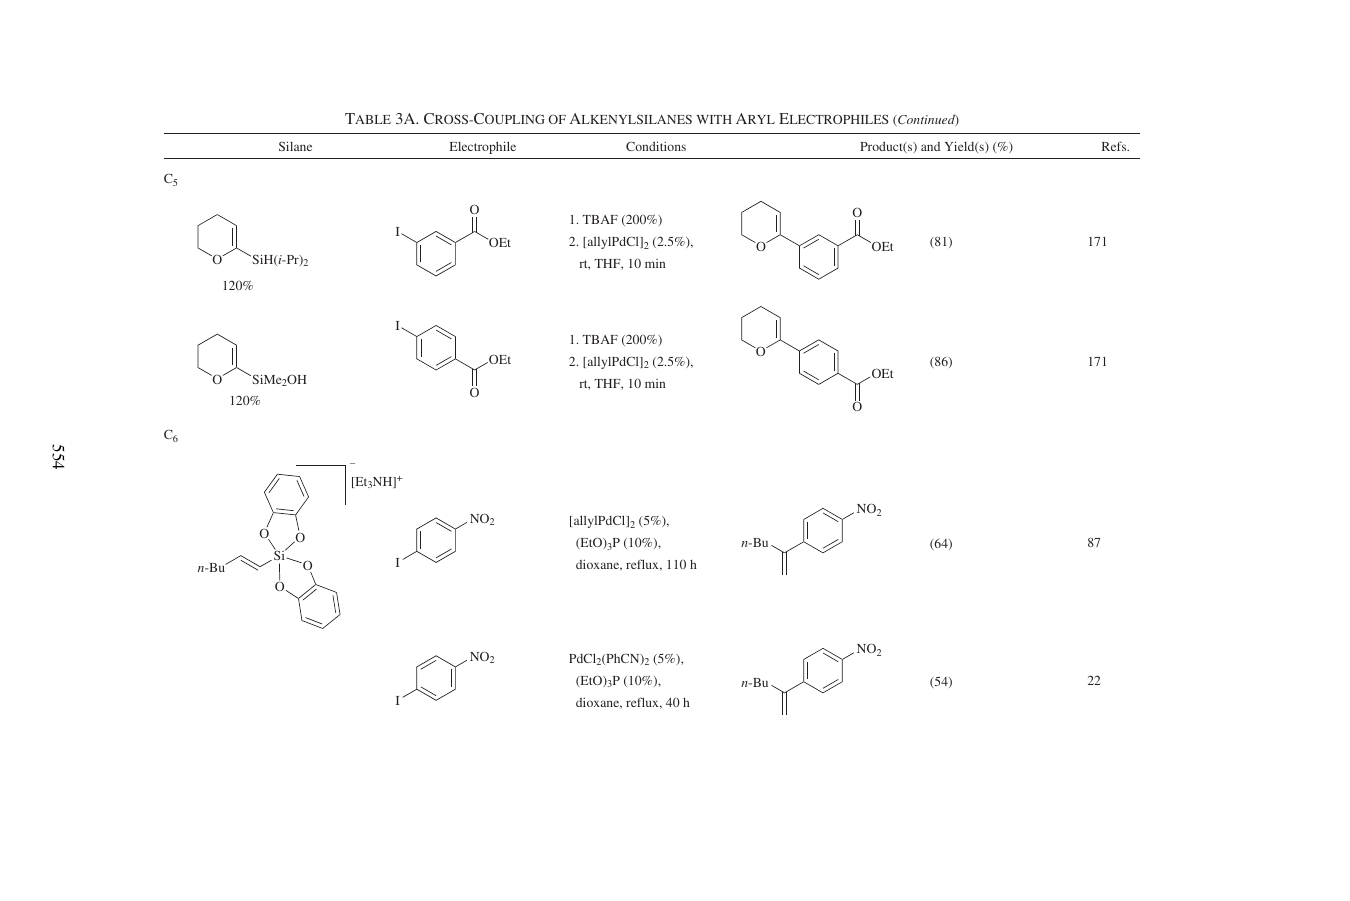 TABLE 3A. CROSS-COUPLING OF ALKENYLSILANES WITH ARYL ELECTROPHILES (Continued)
Silane Electrophile Conditions Product(s) and Yield(s) (%) Refs.
C5
O
SiH(i-Pr)2
120%
I
O
OEt
1. TBAF (200%)
2. [allylPdCl]2 (2.5%),
rt, THF, 10 min
O
O
OEt
(81)
171
O
SiMe2OH
120%
I
OEt
O
1. TBAF (200%)
2. [allylPdCl]2 (2.5%),
rt, THF, 10 min
O
OEt
O
(86)
171
C6
554
–
[Et3NH]+
O
O
Si
O
O
n-Bu
NO2
I
[allylPdCl]2 (5%),
(EtO)3P (10%),
dioxane, reflux, 110 h
n-Bu
NO2
(64)
87
NO2
I
PdCl2(PhCN)2 (5%),
(EtO)3P (10%),
dioxane, reflux, 40 h
n-Bu
NO2
(54)
22